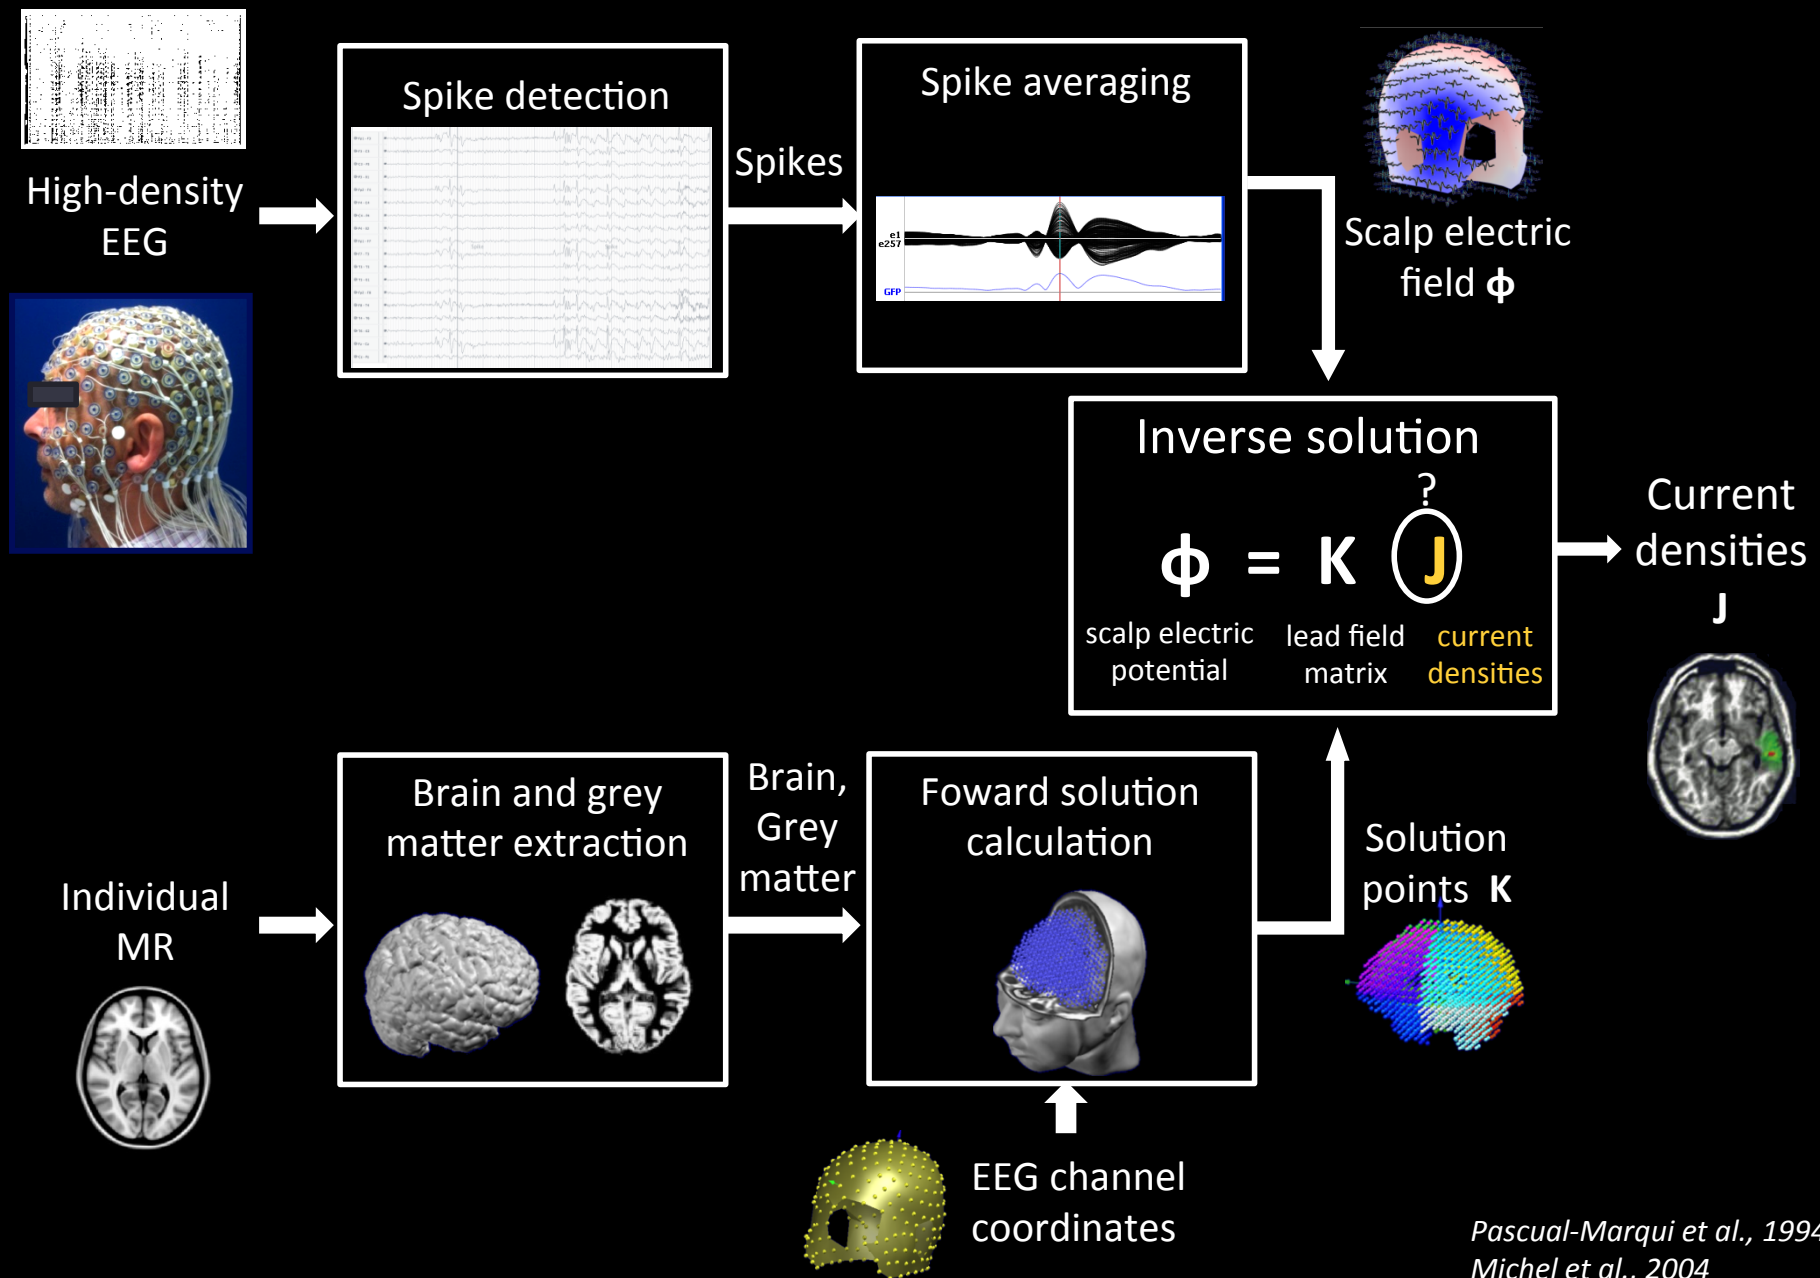 High-density
EEG
Spike detection
Spikes
Spike averaging
e1
e257
GFP
Scalp electric
field ɸ
Inverse solution
?
ɸ = K J
scalp electric
potential
lead field
matrix
current
densities
Current
densities
J
Individual
MR
Brain and grey
matter extraction
Brain,
Grey
matter
Foward solution
calculation
Solution
points K
EEG channel
coordinates
Pascual-Marqui et al., 1994
Michel et al., 2004